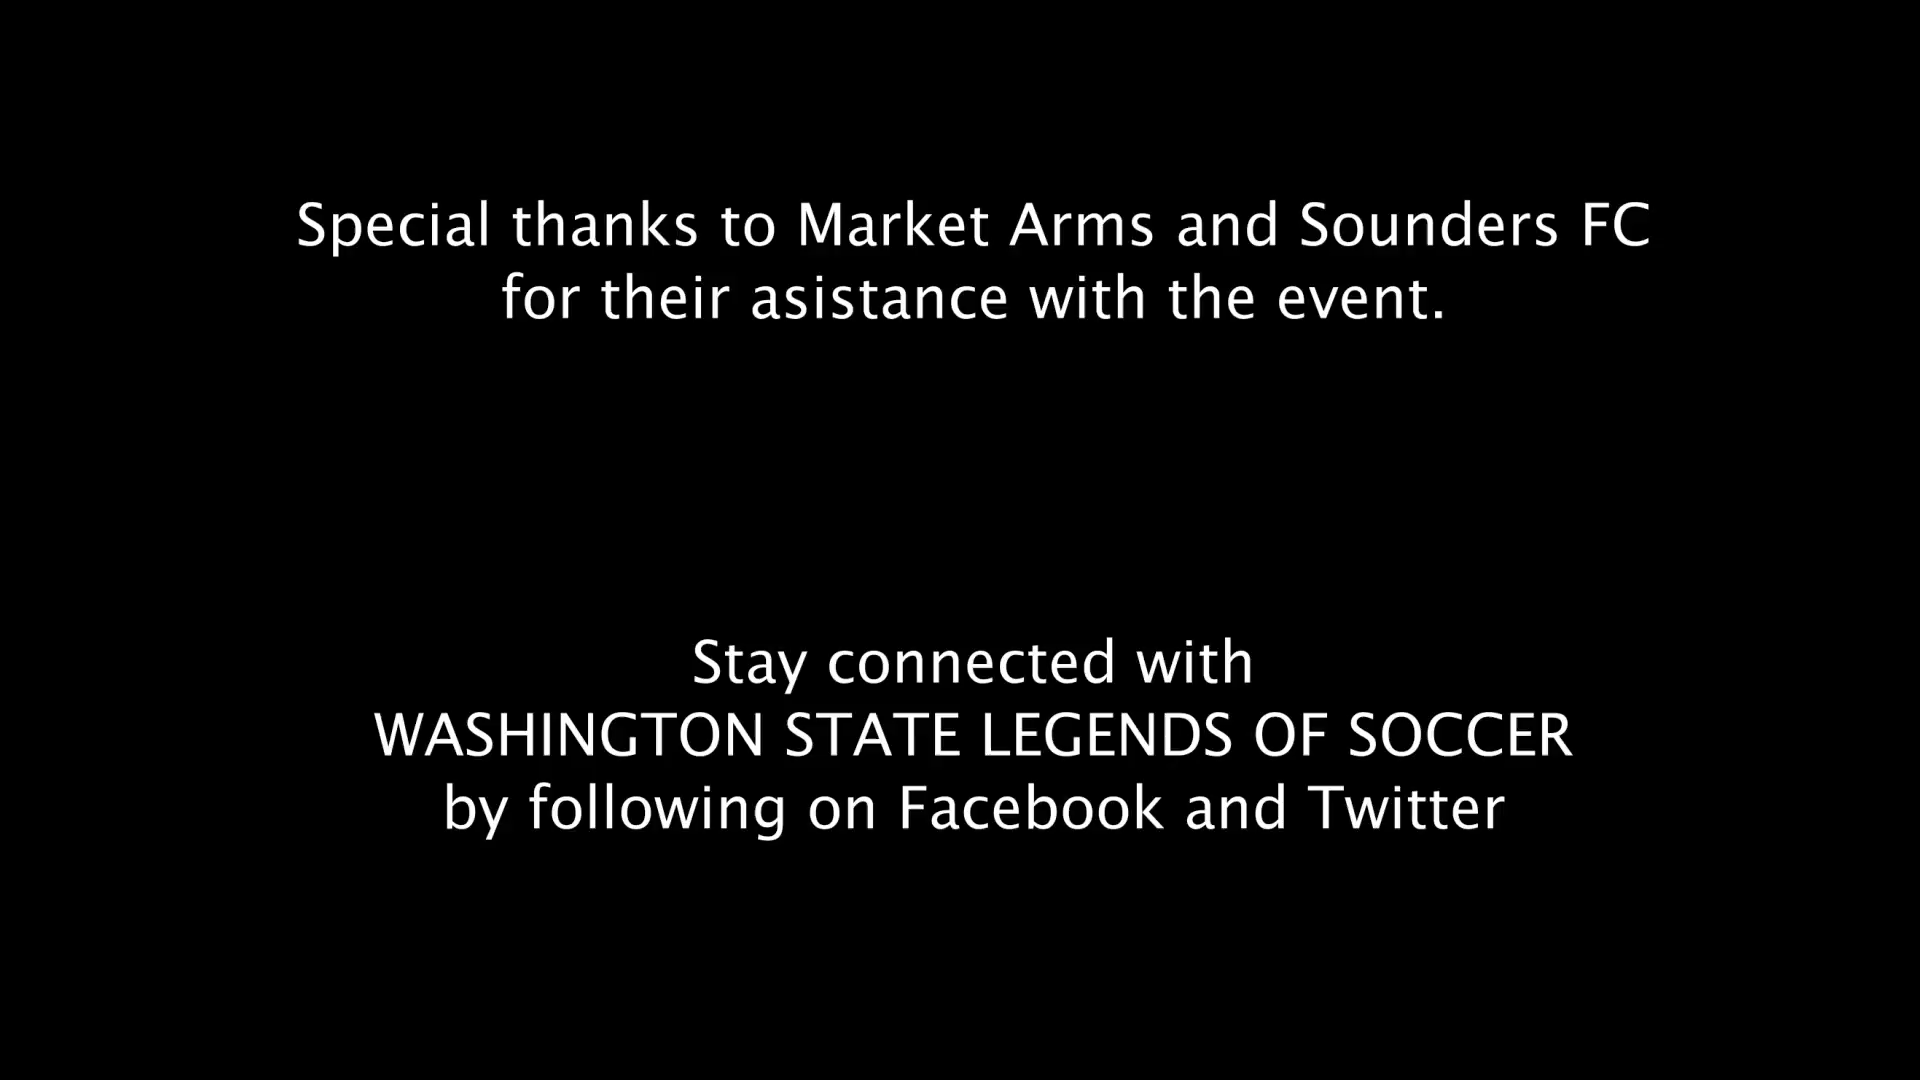 Special thanks to Market Arms and Sounders FC
for their asistance with the event.
Stay connected with
WASHINGTON STATE LEGENDS OF SOCCER
by following on Facebook and Twitter